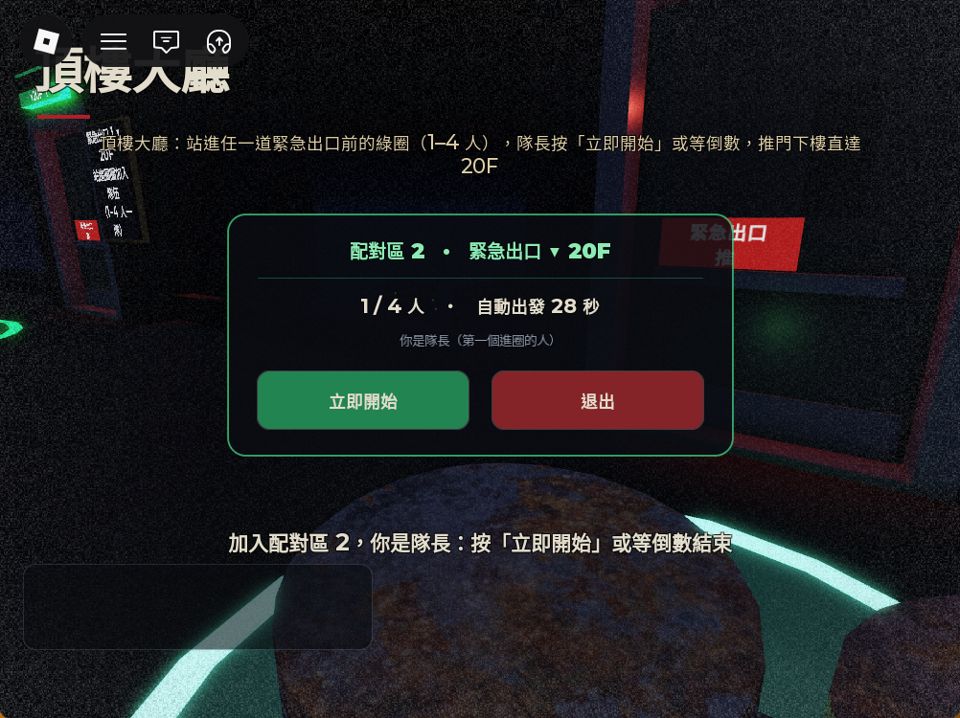 頂樓大廳
頂樓大廳：站進任一道緊急出口前的綠圈（1–4 人），隊長按「立即開始」或等倒數，推門下樓直達
20F
20F
緊急出口
推
配對區 2 • 緊急出口 ▼ 20F
1 / 4 人 • 自動出發 28 秒
你是隊長（第一個進圈的人）
立即開始
退出
加入配對區 2，你是隊長：按「立即開始」或等倒數結束